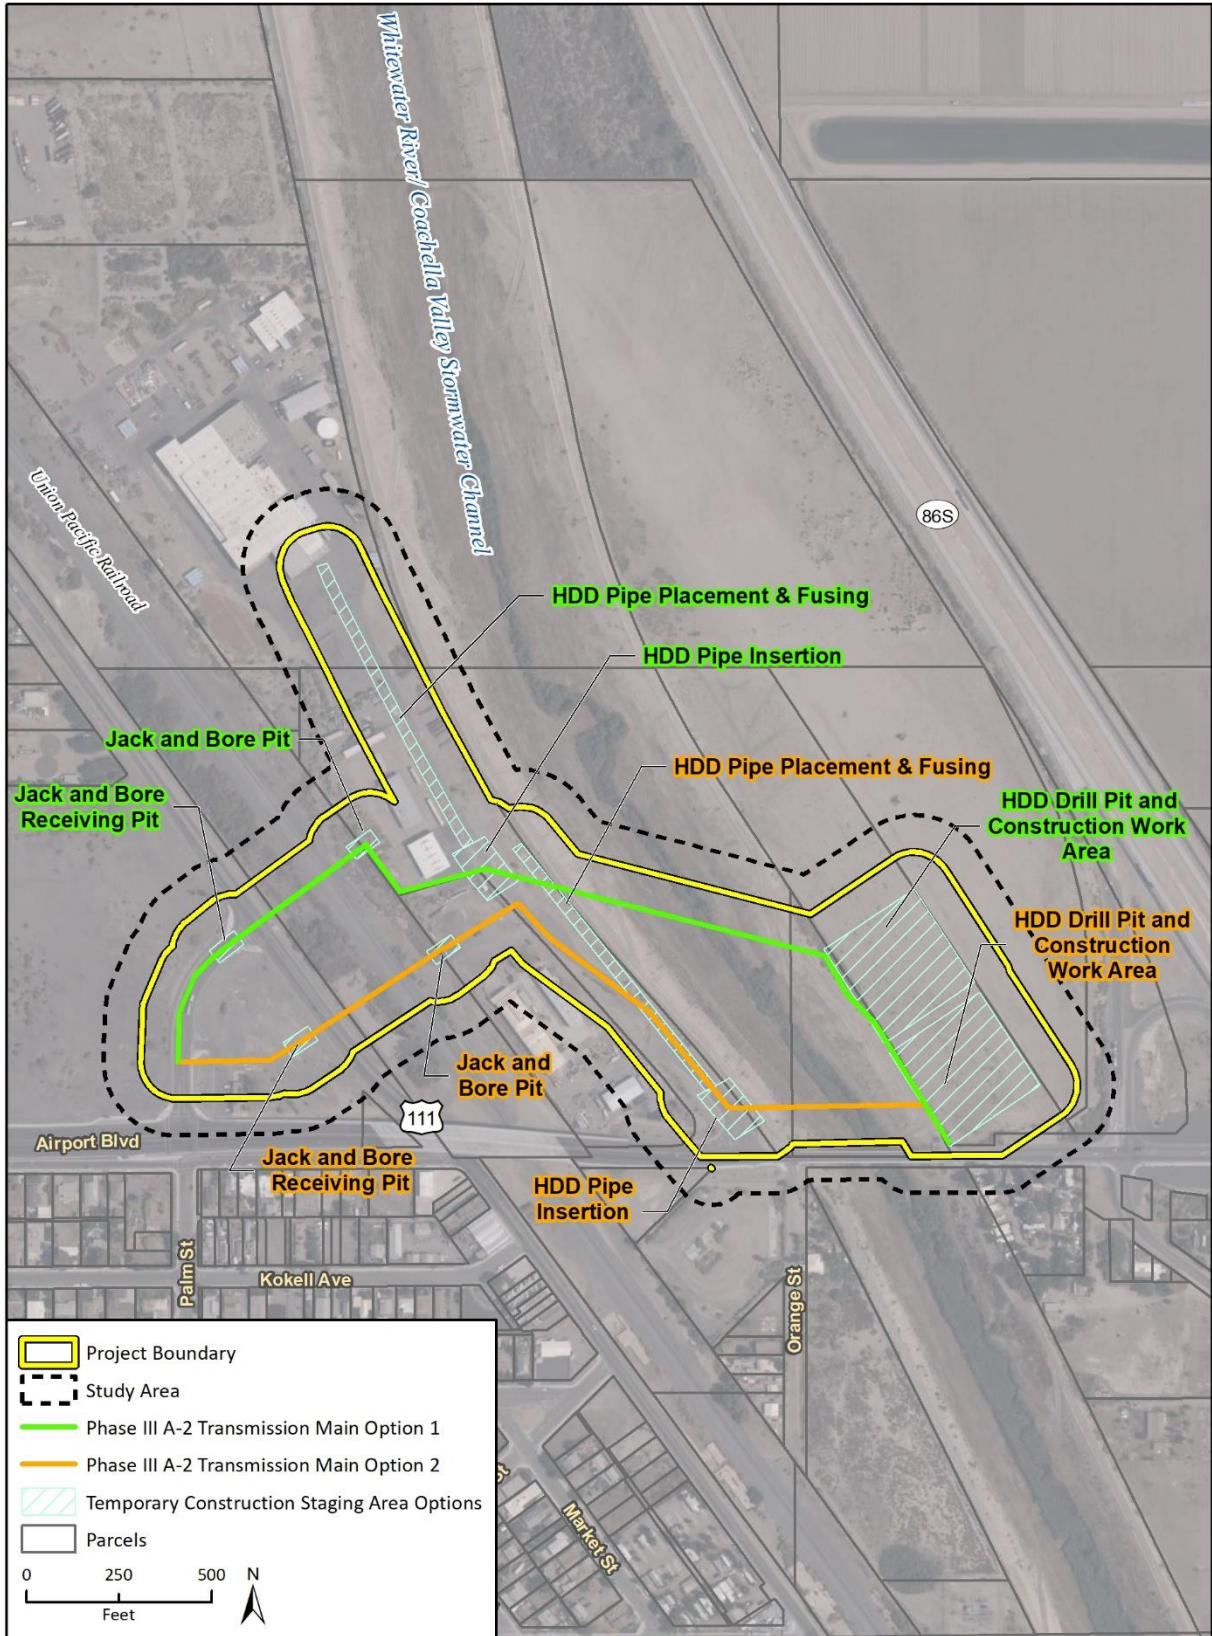 Whitewater River/ Coachella Valley Stormwater Channel
Union Pacific Railroad
86S
HDD Pipe Placement & Fusing
HDD Pipe Insertion
Jack and Bore Pit
HDD Pipe Placement & Fusing
Jack and Bore
Receiving Pit
HDD Drill Pit and
Construction Work
Area
HDD Drill Pit and
Construction
Work Area
Jack and
Bore Pit
111
Airport Blvd
Jack and Bore
Receiving Pit
HDD Pipe
Insertion
Palm St
Kokell Ave
Orange St
St
Market St
Project Boundary
Study Area
Phase III A-2 Transmission Main Option 1
Phase III A-2 Transmission Main Option 2
Temporary Construction Staging Area Options
Parcels
0 250 500
Feet
N